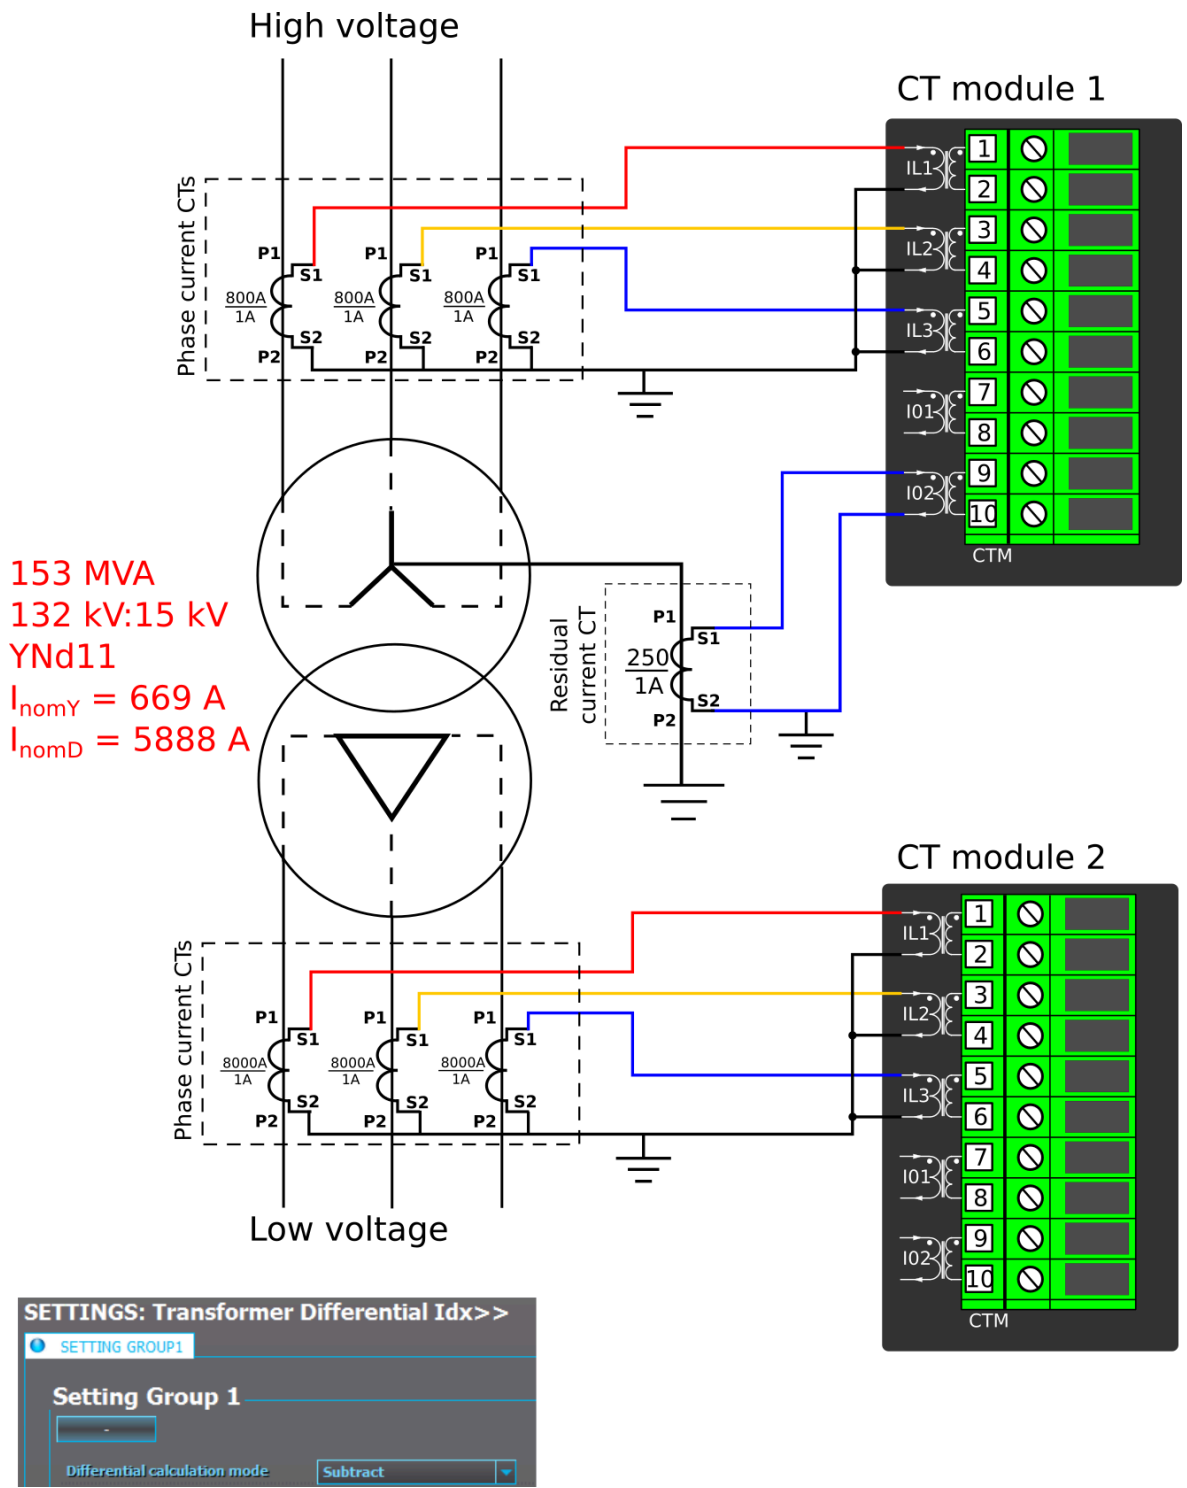 High voltage
CT module 1
Phase current CTs
P1
S1
800A
1A
S2
P2
P1
S1
800A
1A
S2
P2
P1
S1
800A
1A
S2
P2
IL1
1
2
IL2
3
4
IL3
5
6
I01
7
8
I02
9
10
CTM
153 MVA
132 kV:15 kV
YNd11
InomY = 669 A
InomD = 5888 A
Residual
current CT
P1
S1
250
1A
S2
P2
CT module 2
Phase current CTs
P1
S1
8000A
1A
S2
P2
P1
S1
8000A
1A
S2
P2
P1
S1
8000A
1A
S2
P2
IL1
1
2
IL2
3
4
IL3
5
6
I01
7
8
I02
9
10
CTM
Low voltage
SETTINGS: Transformer Differential Idx>>
SETTING GROUP1
Setting Group 1
-
Differential calculation mode
Subtract